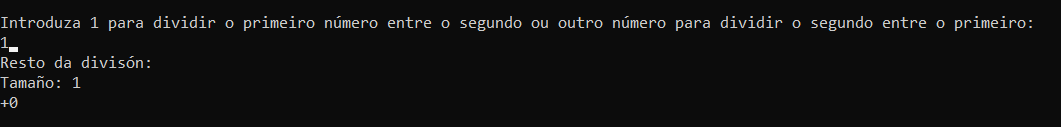 Introduza 1 para dividir o primeiro número entre o segundo ou outro número para dividir o segundo entre o primeiro:
1
Resto da divisón:
Tamaño: 1
+0